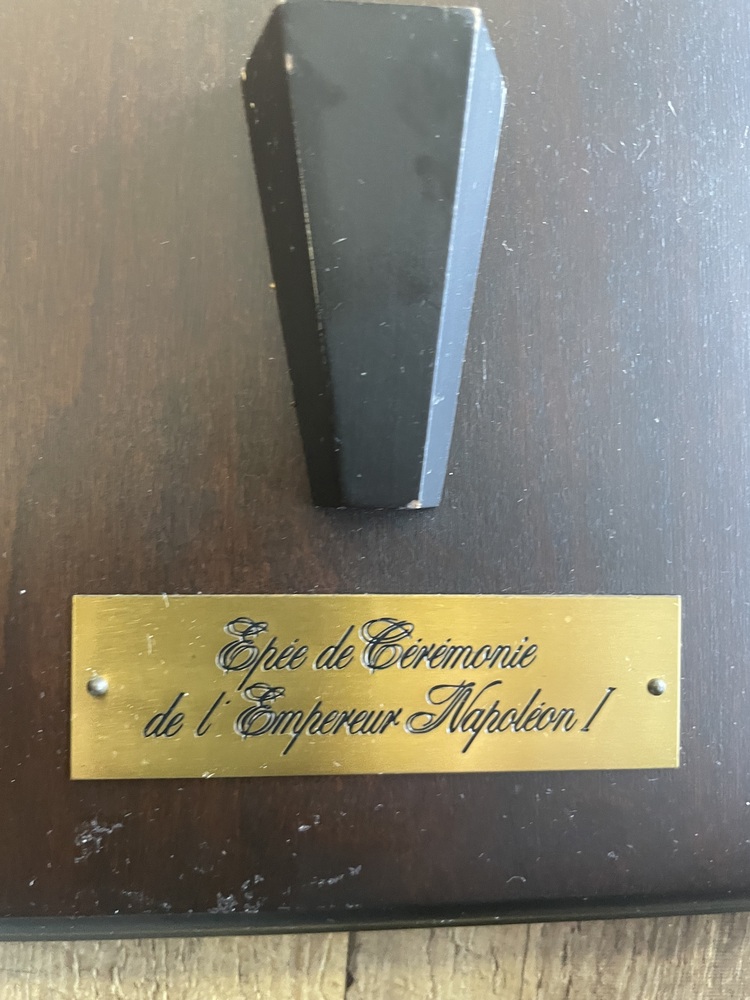 Epée de Cérémonie
de l' Empereur Napoléon I